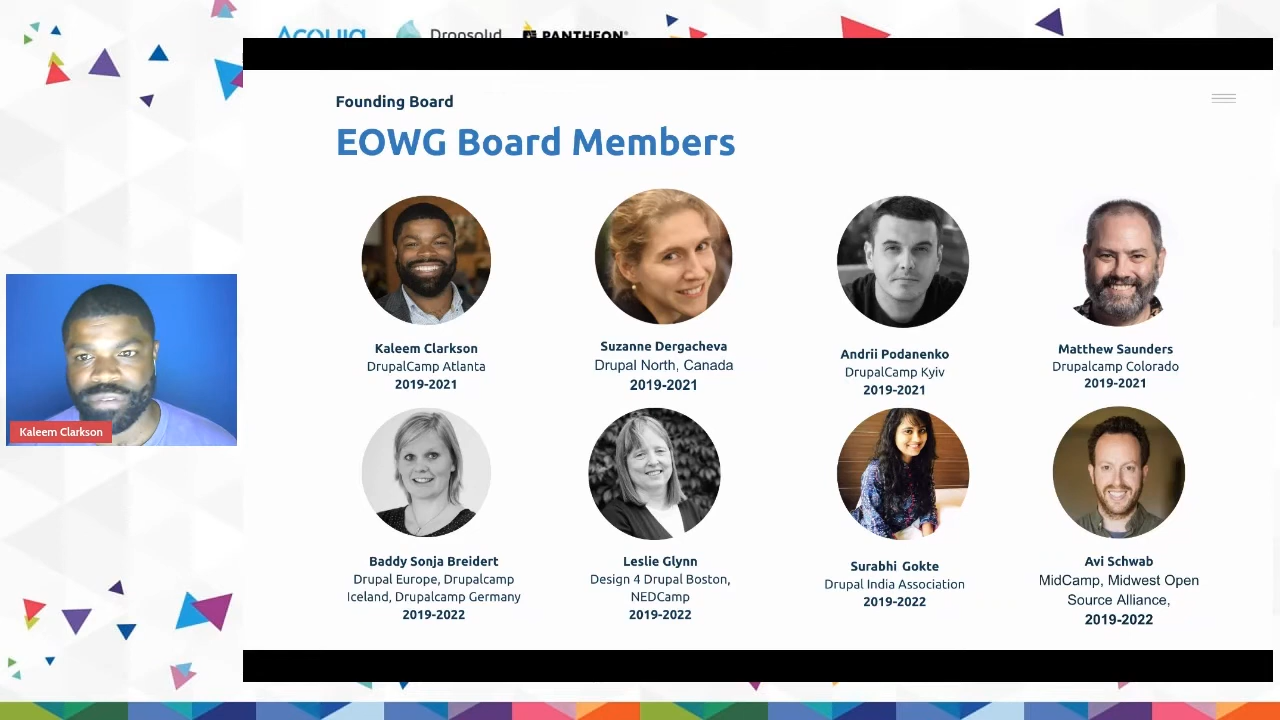 Acquia Dropsolid PANTHEON
Founding Board
EOWG Board Members
Kaleem Clarkson
DrupalCamp Atlanta
2019-2021
Suzanne Dergacheva
Drupal North, Canada
2019-2021
Andrii Podanenko
DrupalCamp Kyiv
2019-2021
Matthew Saunders
Drupalcamp Colorado
2019-2021
Kaleem Clarkson
Baddy Sonja Breidert
Drupal Europe, Drupalcamp
Iceland, Drupalcamp Germany
2019-2022
Leslie Glynn
Design 4 Drupal Boston,
NEDCamp
2019-2022
Surabhi Gokte
Drupal India Association
2019-2022
Avi Schwab
MidCamp, Midwest Open
Source Alliance,
2019-2022